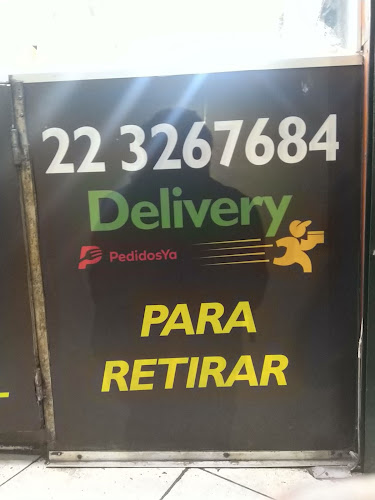 22 3267684
Delivery
PedidosYa
PARA
RETIRAR